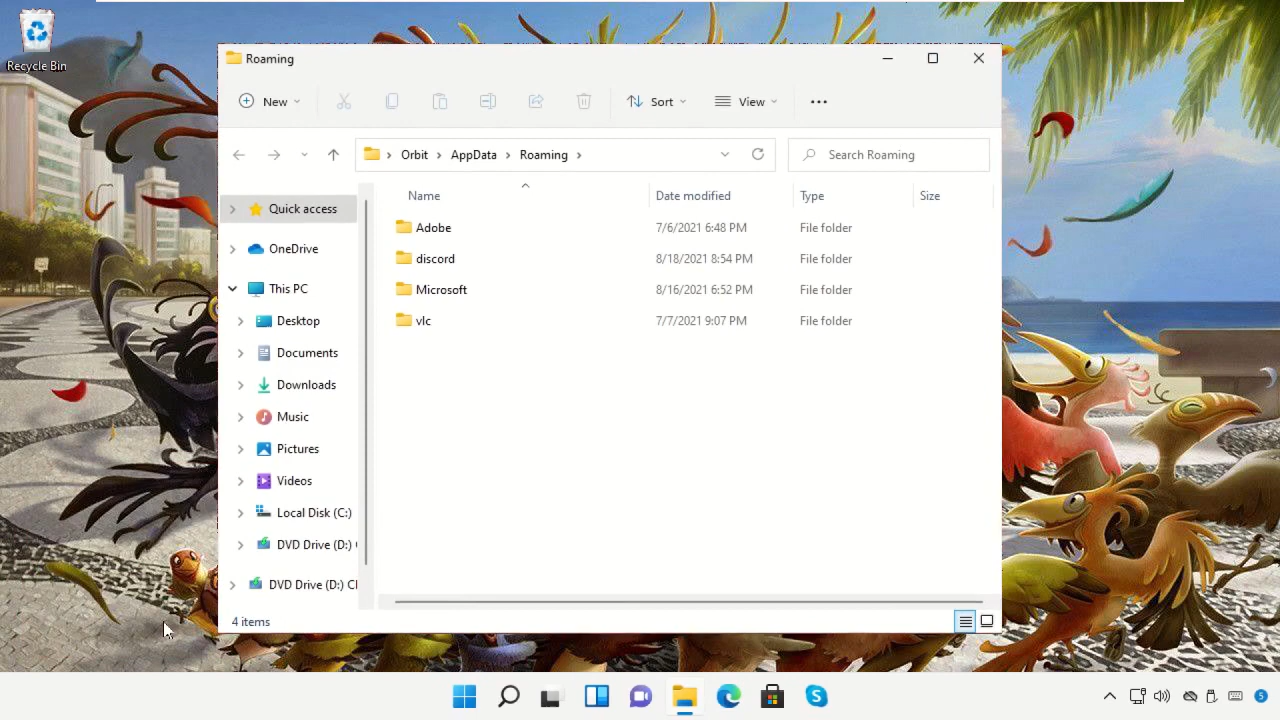 Recycle Bin
Roaming
New
Sort
View
Orbit
AppData
Roaming
Search Roaming
Name
Date modified
Type
Size
Quick access
OneDrive
This PC
Desktop
Documents
Downloads
Music
Pictures
Videos
Local Disk (C:)
DVD Drive (D:)
DVD Drive (D:) C
Adobe 7/6/2021 6:48 PM File folder
discord 8/18/2021 8:54 PM File folder
Microsoft 8/16/2021 6:52 PM File folder
vlc 7/7/2021 9:07 PM File folder
4 items
5